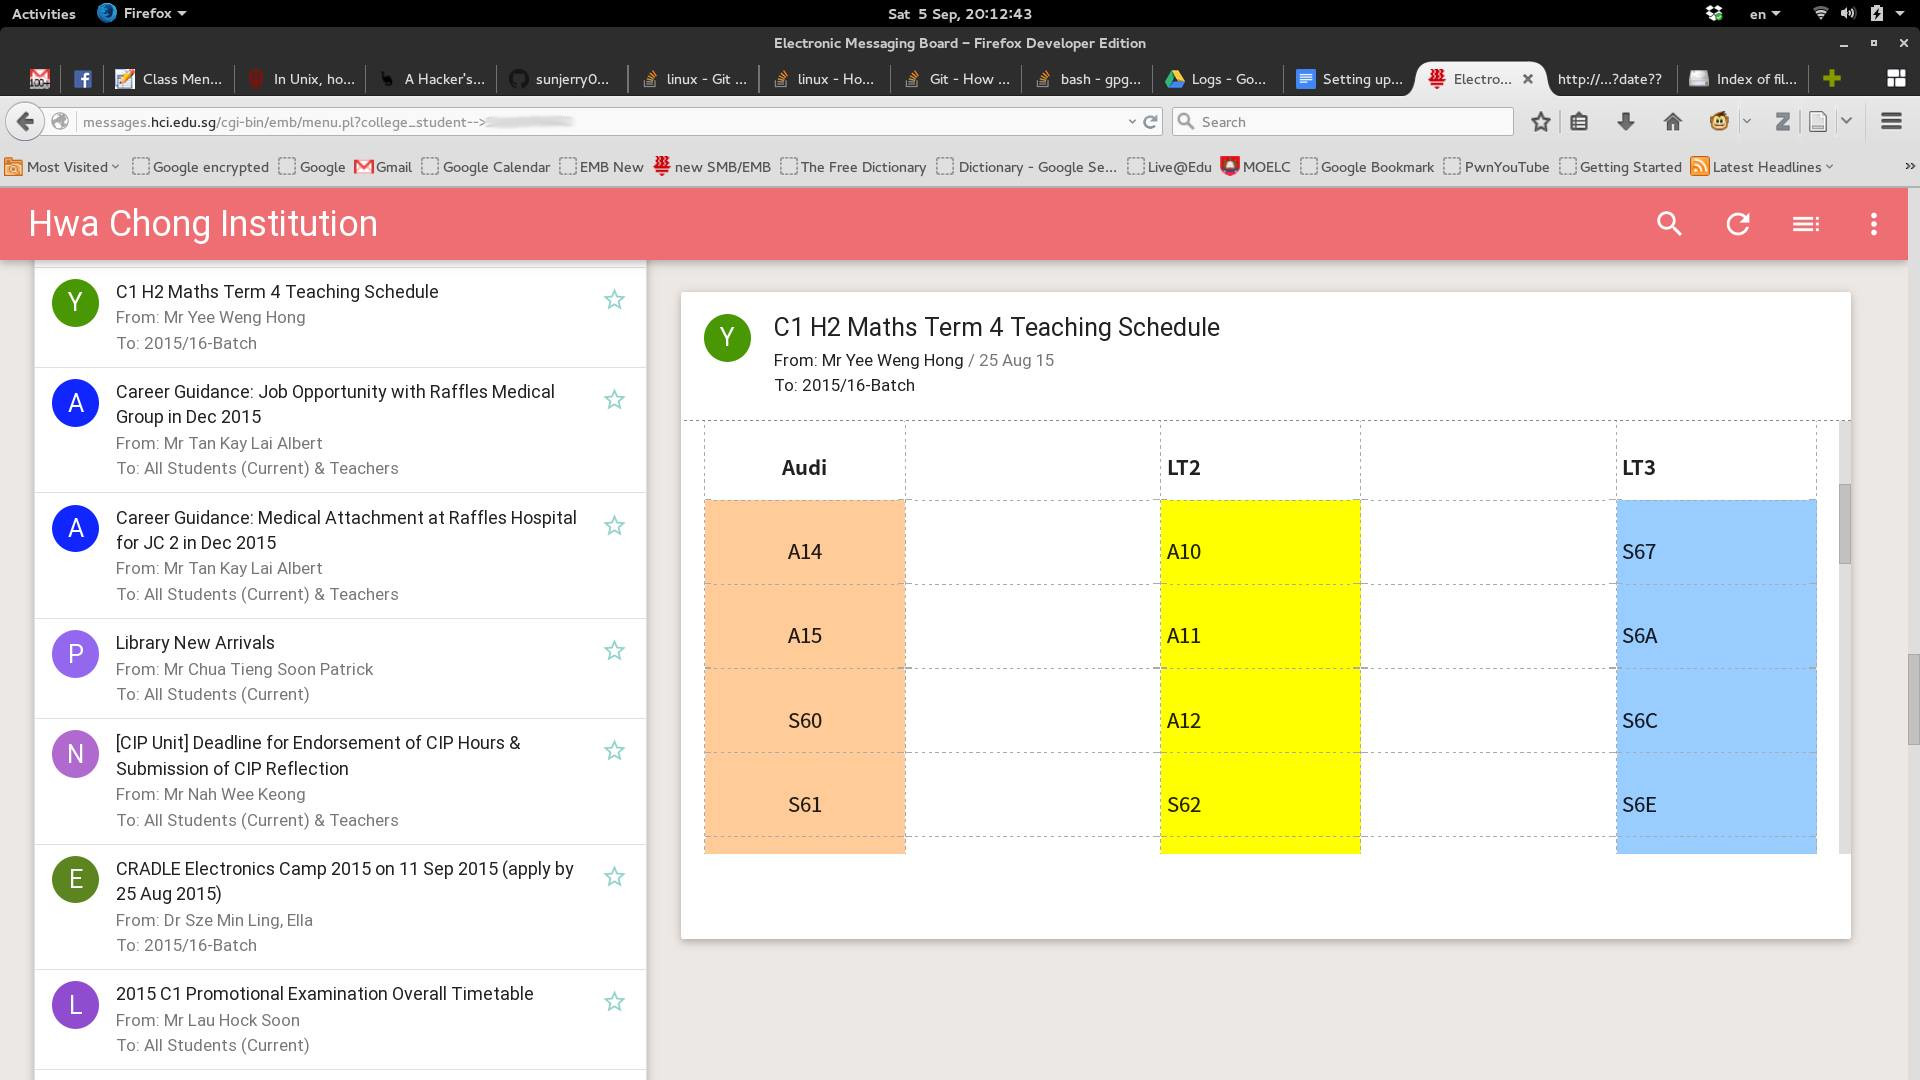 Activities Firefox Sat 5 Sep, 20:12:43 en
Electronic Messaging Board – Firefox Developer Edition
Class Men... In Unix, ho... A Hacker's... sunjerry0... linux - Git ... linux - Ho... Git - How ... bash - gpg... Logs - Go... Setting up... Electro... http://...?date?? Index of fil...
messages.hci.edu.sg/cgi-bin/emb/menu.pl?college_student--> Search
Most Visited Google encrypted Google Gmail Google Calendar EMB New new SMB/EMB The Free Dictionary Dictionary - Google Se... Live@Edu MOELC Google Bookmark PwnYouTube Getting Started Latest Headlines »
Hwa Chong Institution
Y
C1 H2 Maths Term 4 Teaching Schedule
From: Mr Yee Weng Hong
To: 2015/16-Batch
A
Career Guidance: Job Opportunity with Raffles Medical
Group in Dec 2015
From: Mr Tan Kay Lai Albert
To: All Students (Current) & Teachers
A
Career Guidance: Medical Attachment at Raffles Hospital
for JC 2 in Dec 2015
From: Mr Tan Kay Lai Albert
To: All Students (Current) & Teachers
P
Library New Arrivals
From: Mr Chua Tieng Soon Patrick
To: All Students (Current)
N
[CIP Unit] Deadline for Endorsement of CIP Hours &
Submission of CIP Reflection
From: Mr Nah Wee Keong
To: All Students (Current) & Teachers
E
CRADLE Electronics Camp 2015 on 11 Sep 2015 (apply by
25 Aug 2015)
From: Dr Sze Min Ling, Ella
To: 2015/16-Batch
L
2015 C1 Promotional Examination Overall Timetable
From: Mr Lau Hock Soon
To: All Students (Current)
Y
C1 H2 Maths Term 4 Teaching Schedule
From: Mr Yee Weng Hong / 25 Aug 15
To: 2015/16-Batch
Audi LT2 LT3
A14 A10 S67
A15 A11 S6A
S60 A12 S6C
S61 S62 S6E